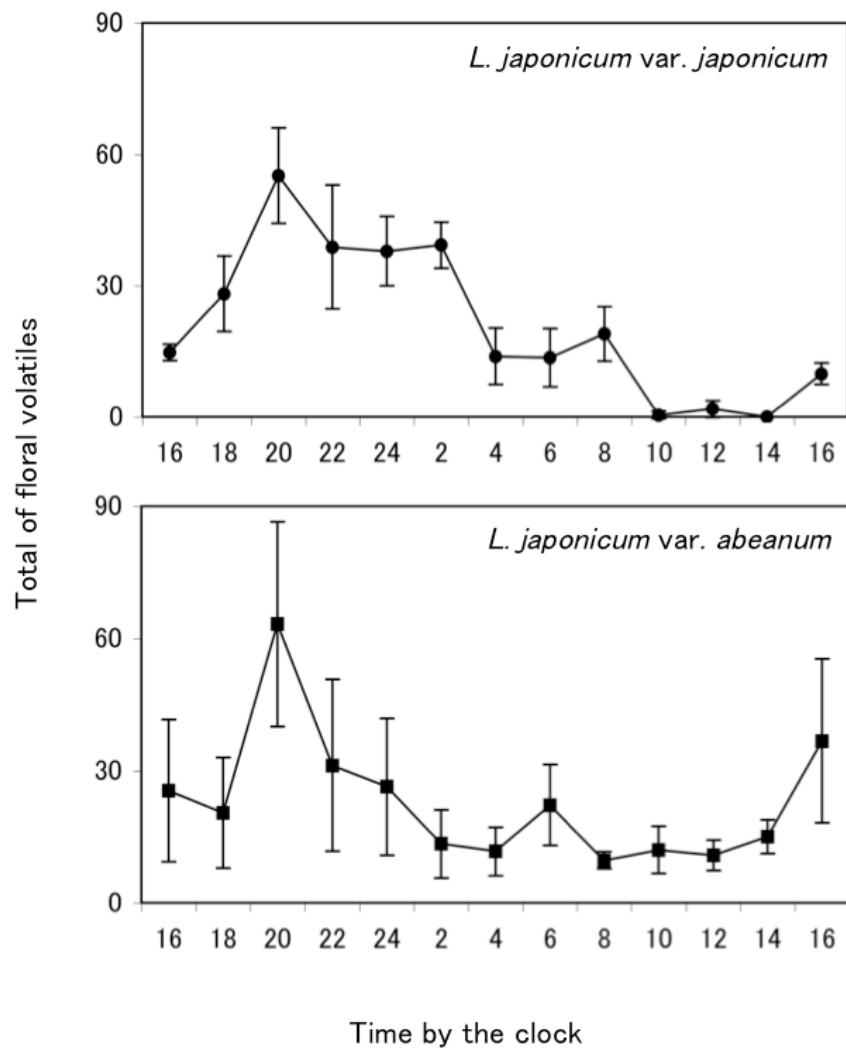 Total of floral volatiles
90
60
30
0
L. japonicum var. japonicum
16 18 20 22 24 2 4 6 8 10 12 14 16
90
60
30
0
L. japonicum var. abeanum
16 18 20 22 24 2 4 6 8 10 12 14 16
Time by the clock